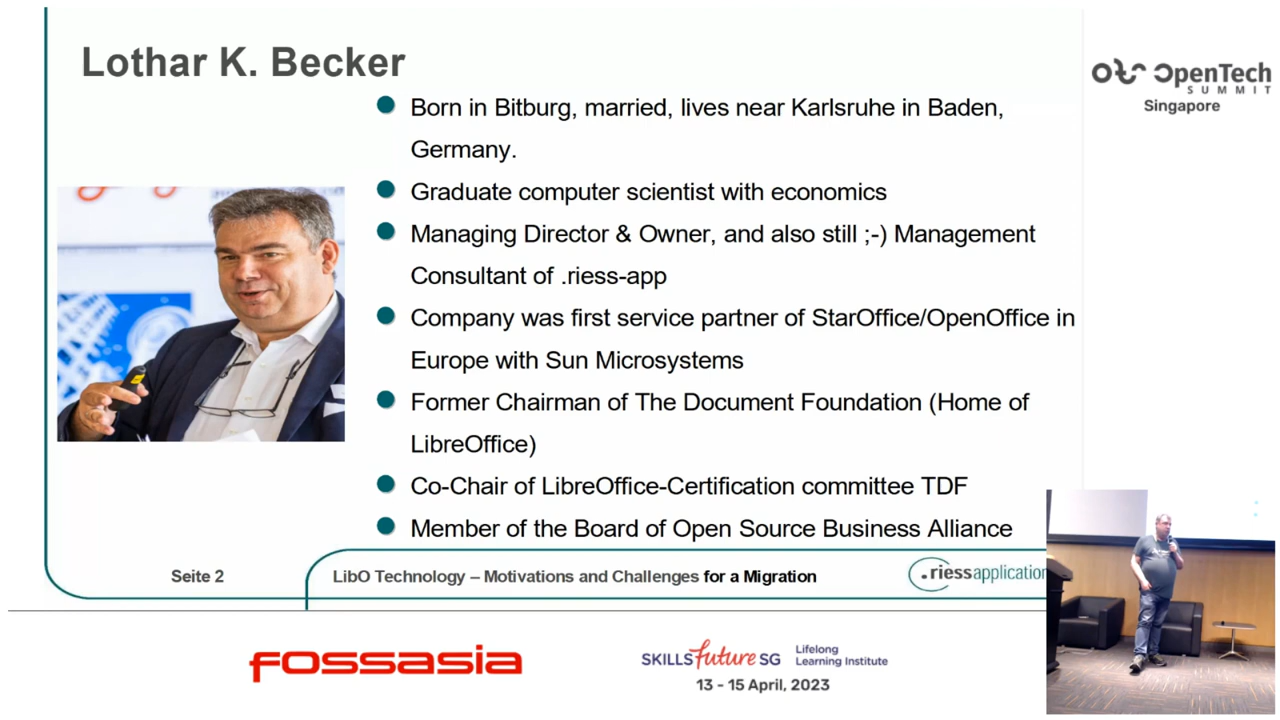 Lothar K. Becker
Born in Bitburg, married, lives near Karlsruhe in Baden,
Germany.
Graduate computer scientist with economics
Managing Director & Owner, and also still ;-) Management
Consultant of .riess-app
Company was first service partner of StarOffice/OpenOffice in
Europe with Sun Microsystems
Former Chairman of The Document Foundation (Home of
LibreOffice)
Co-Chair of LibreOffice-Certification committee TDF
Member of the Board of Open Source Business Alliance
Seite 2
LibO Technology – Motivations and Challenges for a Migration
.riessapplication
OpenTech
SUMMIT
Singapore
FOSSASIA
SKILLSfuture SG
Lifelong
Learning Institute
13 - 15 April, 2023